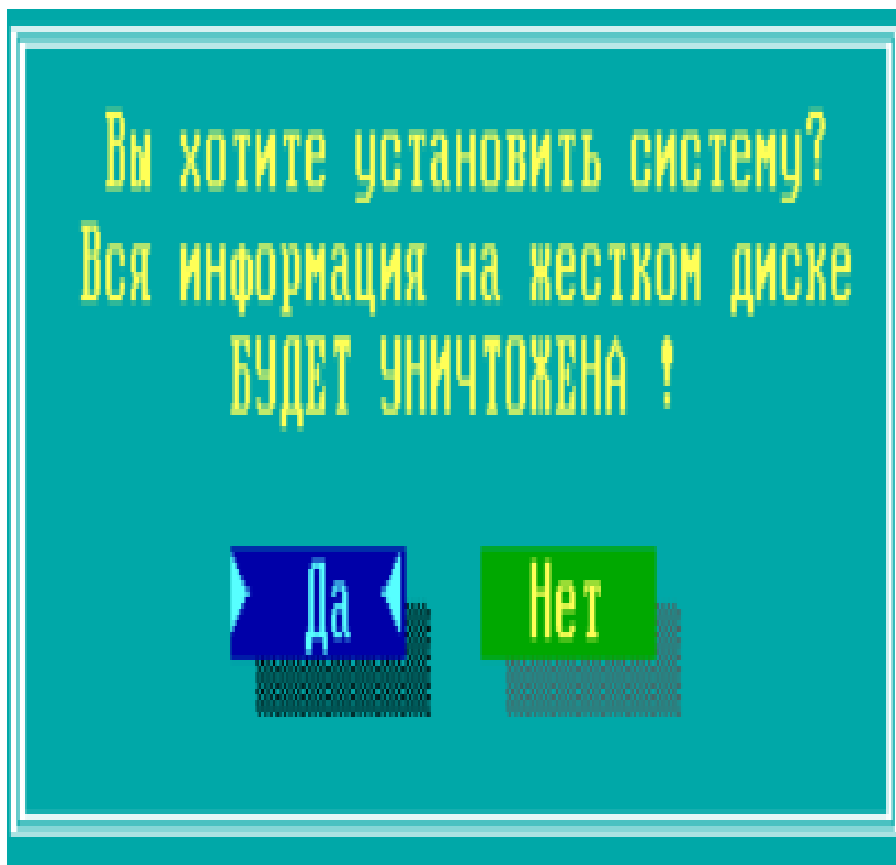 Вы хотите установить систему?
Вся информация на жестком диске
БУДЕТ УНИЧТОЖЕНА !
Да Нет